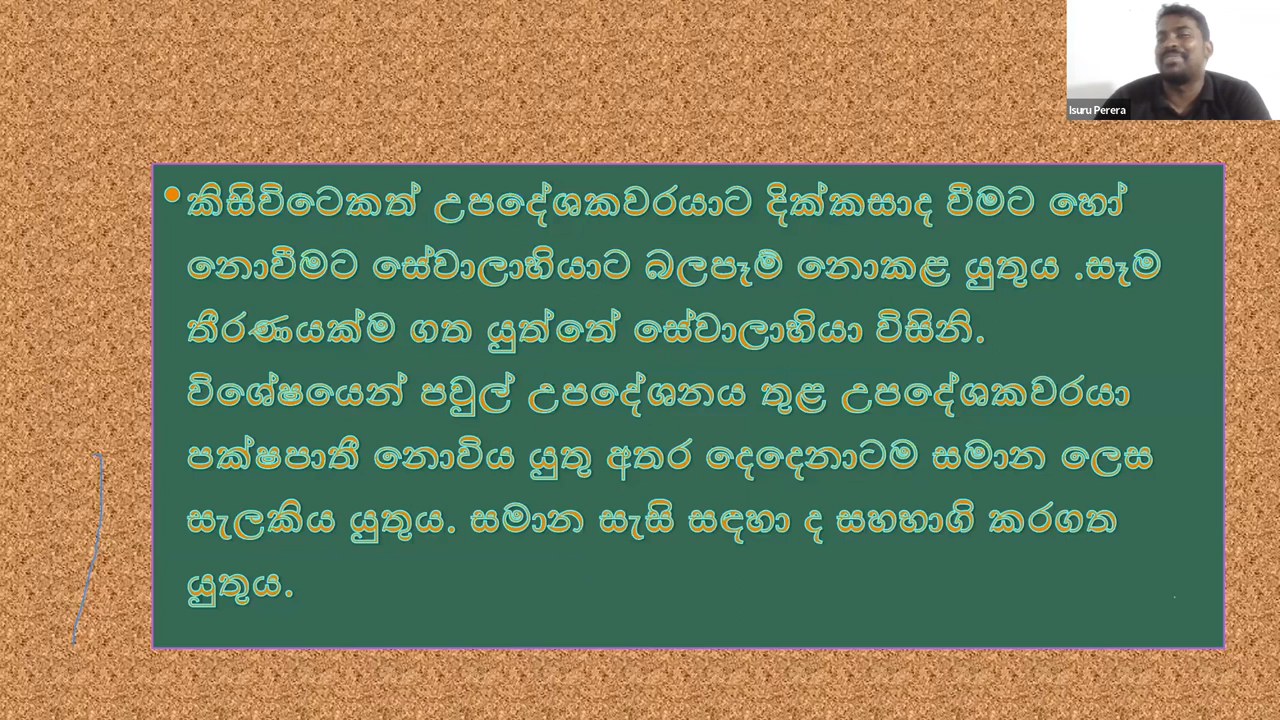 Isuru Perera
කිසිවිටෙකත් උපදේශකවරයාට දික්කසාද වීමට හෝ
නොවීමට සේවාලාභියාට බලපෑම් නොකළ යුතුය .සෑම
තීරණයක්ම ගත යුත්තේ සේවාලාභියා විසිනි.
විශේෂයෙන් පවුල් උපදේශනය තුළ උපදේශකවරයා
පක්ෂපාතී නොවිය යුතු අතර දෙදෙනාටම සමාන ලෙස
සැලකිය යුතුය. සමාන සැසි සඳහා ද සහභාගි කරගත
යුතුය.